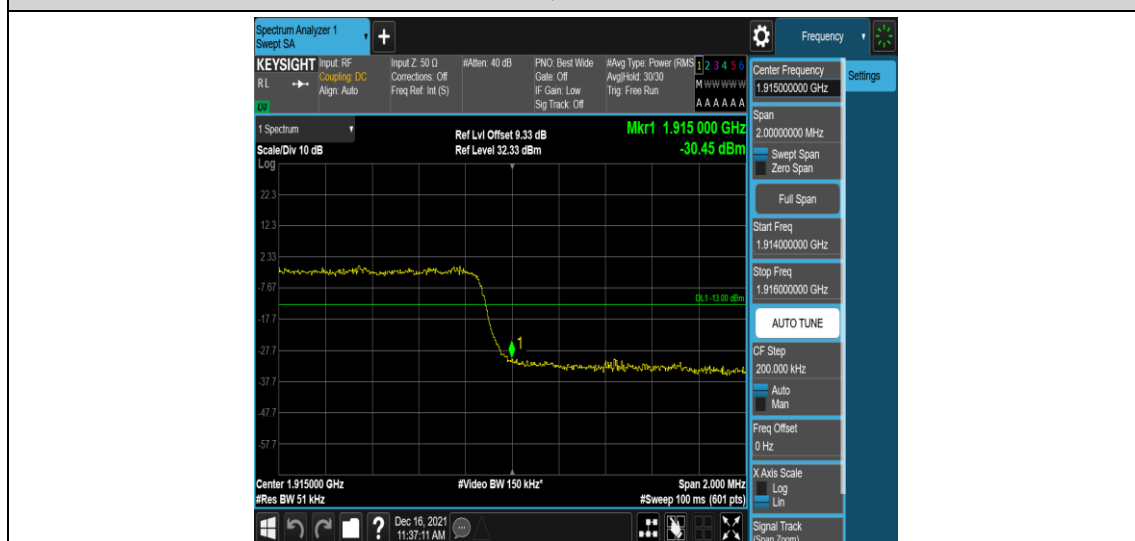 Spectrum Analyzer 1
Swept SA
+
Frequency
KEYSIGHT
RL
LW
Input: RF
Coupling: DC
Align: Auto
Input Z: 50 Ω
Corrections: Off
Freq Ref: Int (S)
#Atten: 40 dB
PNO: Best Wide
Gate: Off
IF Gain: Low
Sig Track: Off
#Avg Type: Power (RMS
Avg|Hold: 30/30
Trig: Free Run
1 2 3 4 5 6
M W W W W W
A A A A A A
1 Spectrum
Scale/Div 10 dB
Ref Lvl Offset 9.33 dB
Ref Level 32.33 dBm
Mkr1 1.915 000 GHz
-30.45 dBm
Log
22.3
12.3
2.33
-7.67
-17.7
-27.7
-37.7
-47.7
-57.7
DL1 -13.00 dBm
1
Center 1.915000 GHz
#Res BW 51 kHz
#Video BW 150 kHz*
Span 2.000 MHz
#Sweep 100 ms (601 pts)
Dec 16, 2021
11:37:11 AM
Center Frequency
1.915000000 GHz
Settings
Span
2.00000000 MHz
Swept Span
Zero Span
Full Span
Start Freq
1.914000000 GHz
Stop Freq
1.916000000 GHz
AUTO TUNE
CF Step
200.000 kHz
Auto
Man
Freq Offset
0 Hz
X Axis Scale
Log
Lin
Signal Track
(Span Zoom)